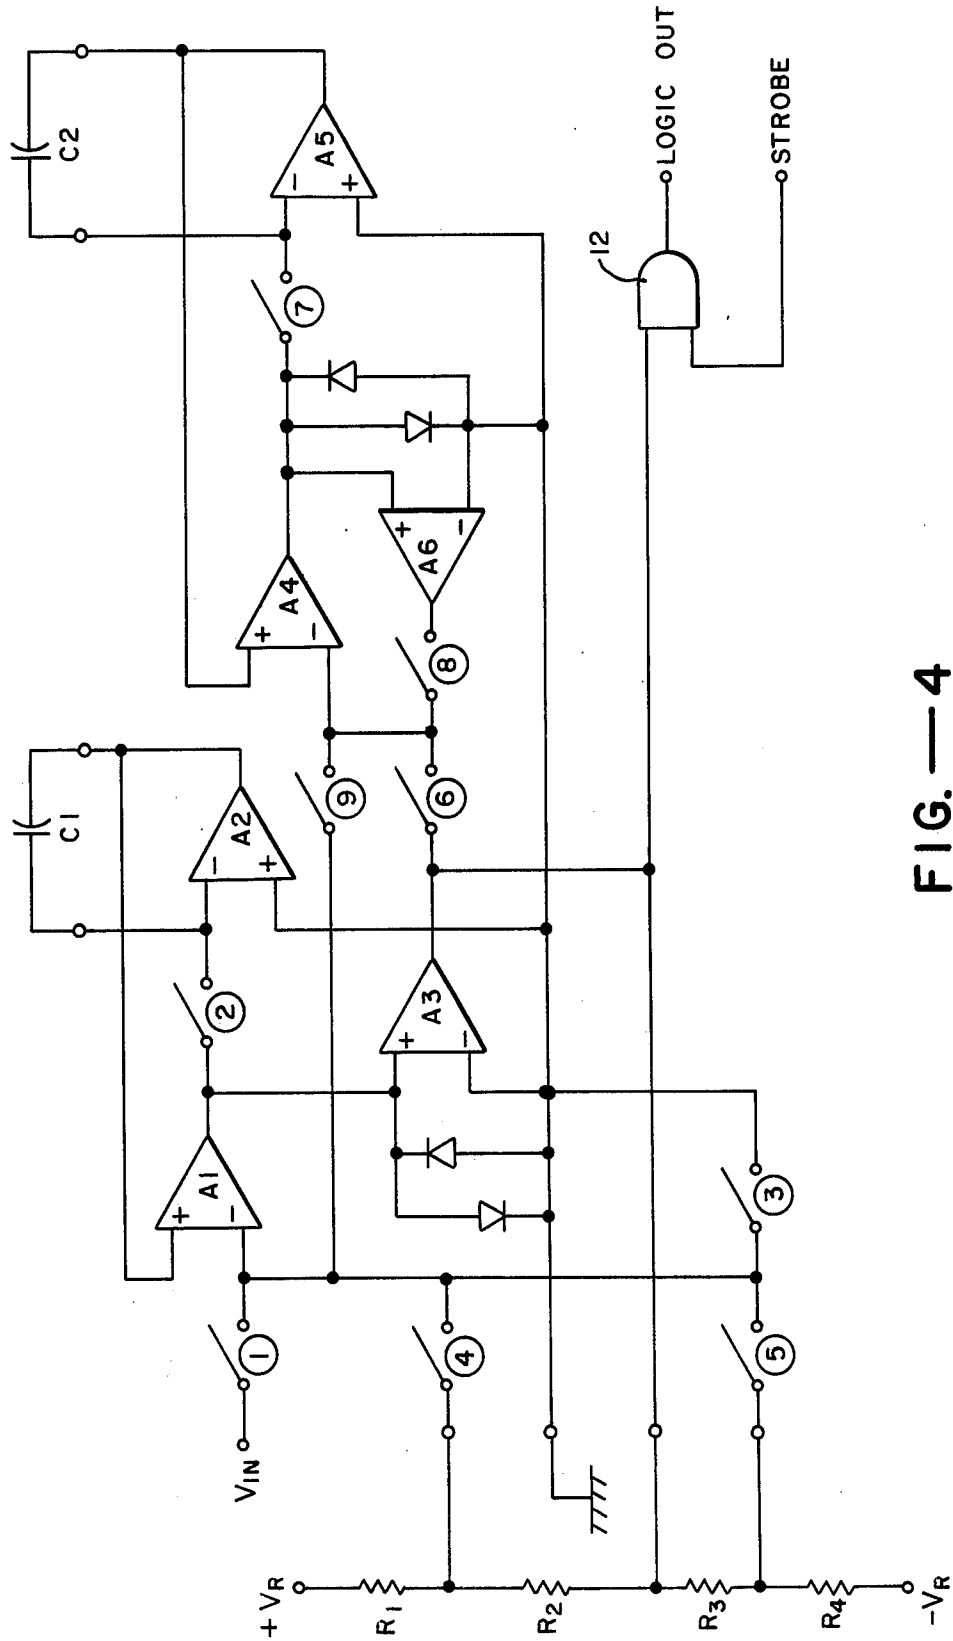 C1
C2
+
A1
−
②
−
A2
+
+
A4
−
⑦
−
A5
+
VIN
①
⑨
+
A3
−
⑥
⑧
A6
+
−
④
12
LOGIC OUT
STROBE
③
⑤
+VR
R1
R2
R3
R4
−VR
FIG.—4